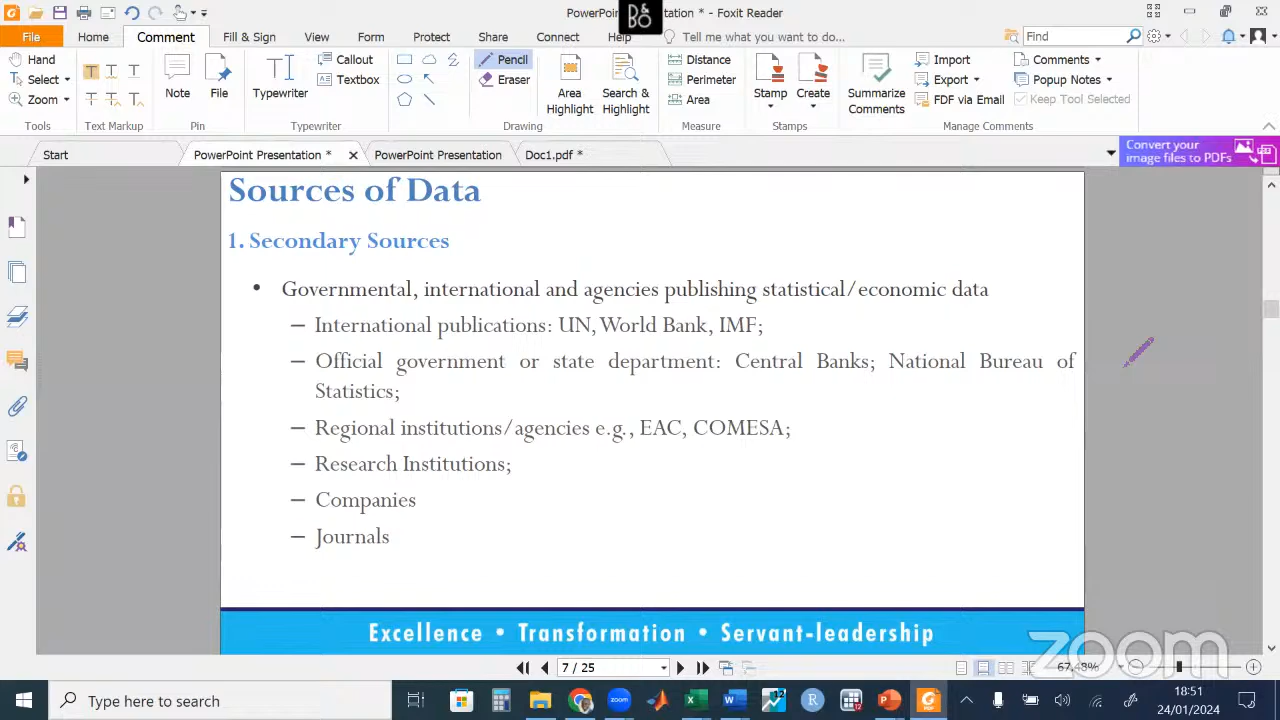 PowerPoint Presentation * - Foxit Reader
B&O
File Home Comment Fill & Sign View Form Protect Share Connect Help Tell me what you want to do... Find
Hand
Select
Zoom
Tools
Text Markup
Note
File
Pin
Typewriter
Callout
Textbox
Typewriter
Pencil
Eraser
Area Highlight
Search & Highlight
Drawing
Distance
Perimeter
Area
Measure
Stamp
Create
Stamps
Summarize Comments
Import
Export
FDF via Email
Comments
Popup Notes
Keep Tool Selected
Manage Comments
Start
PowerPoint Presentation *
PowerPoint Presentation
Doc1.pdf *
Convert your
image files to PDFs
Sources of Data
1. Secondary Sources
• Governmental, international and agencies publishing statistical/economic data
– International publications: UN, World Bank, IMF;
– Official government or state department: Central Banks; National Bureau of
Statistics;
– Regional institutions/agencies e.g., EAC, COMESA;
– Research Institutions;
– Companies
– Journals
Excellence • Transformation • Servant-leadership
zoom
7 / 25
67.43%
Type here to search
18:51
24/01/2024